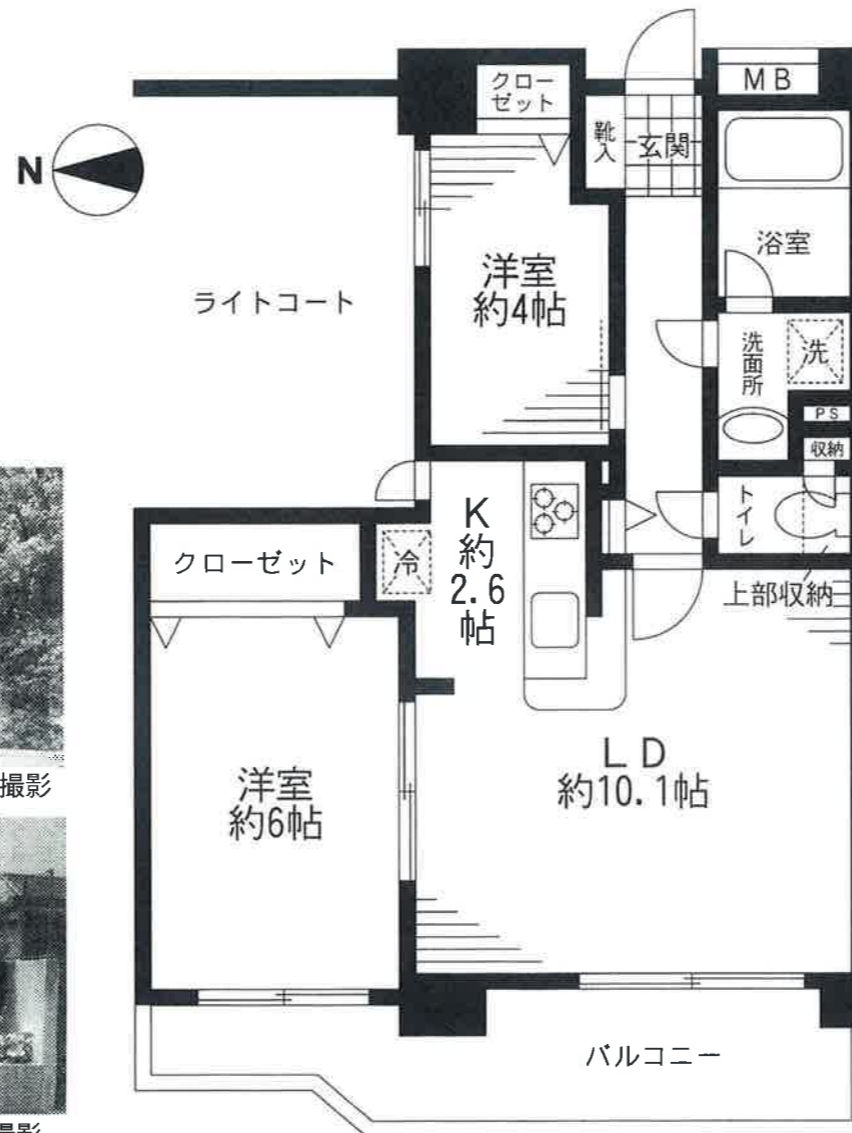 クロー
ゼット
MB
靴
入
玄関
N
浴室
洋室
約4帖
ライトコート
洗面所
洗
PS
収納
トイレ
K
約
2.6
帖
クローゼット
冷
上部収納
LD
約10.1帖
洋室
約6帖
撮影
バルコニー
撮影